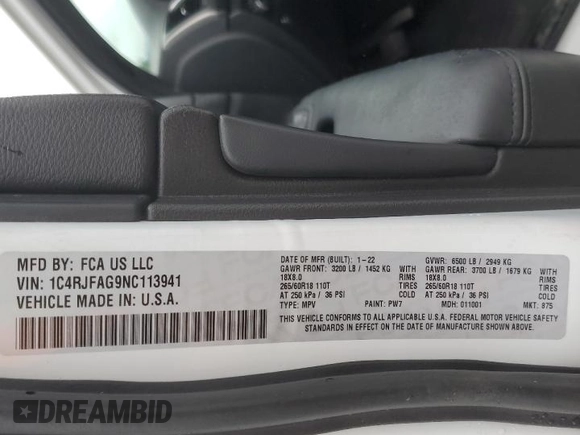 MFD BY: FCA US LLC
VIN: 1C4RJFAG9NC113941
VEHICLE MADE IN: U.S.A.
DATE OF MFR (BUILT): 1-22 GVWR: 6500 LB / 2949 KG
GAWR FRONT: 3200 LB / 1452 KG WITH GAWR REAR: 3700 LB / 1679 KG WITH
18X8.0 RIMS 18X8.0 RIMS
265/60R18 110T TIRES 265/60R18 110T TIRES
AT 250 kPa / 36 PSI COLD AT 250 kPa / 36 PSI COLD
TYPE: MPV PAINT: PW7 MDH: 011001 MKT: 875
THIS VEHICLE CONFORMS TO ALL APPLICABLE U.S.A. FEDERAL MOTOR VEHICLE SAFETY
STANDARDS IN EFFECT ON THE DATE OF MANUFACTURE SHOWN ABOVE.
DREAMBID